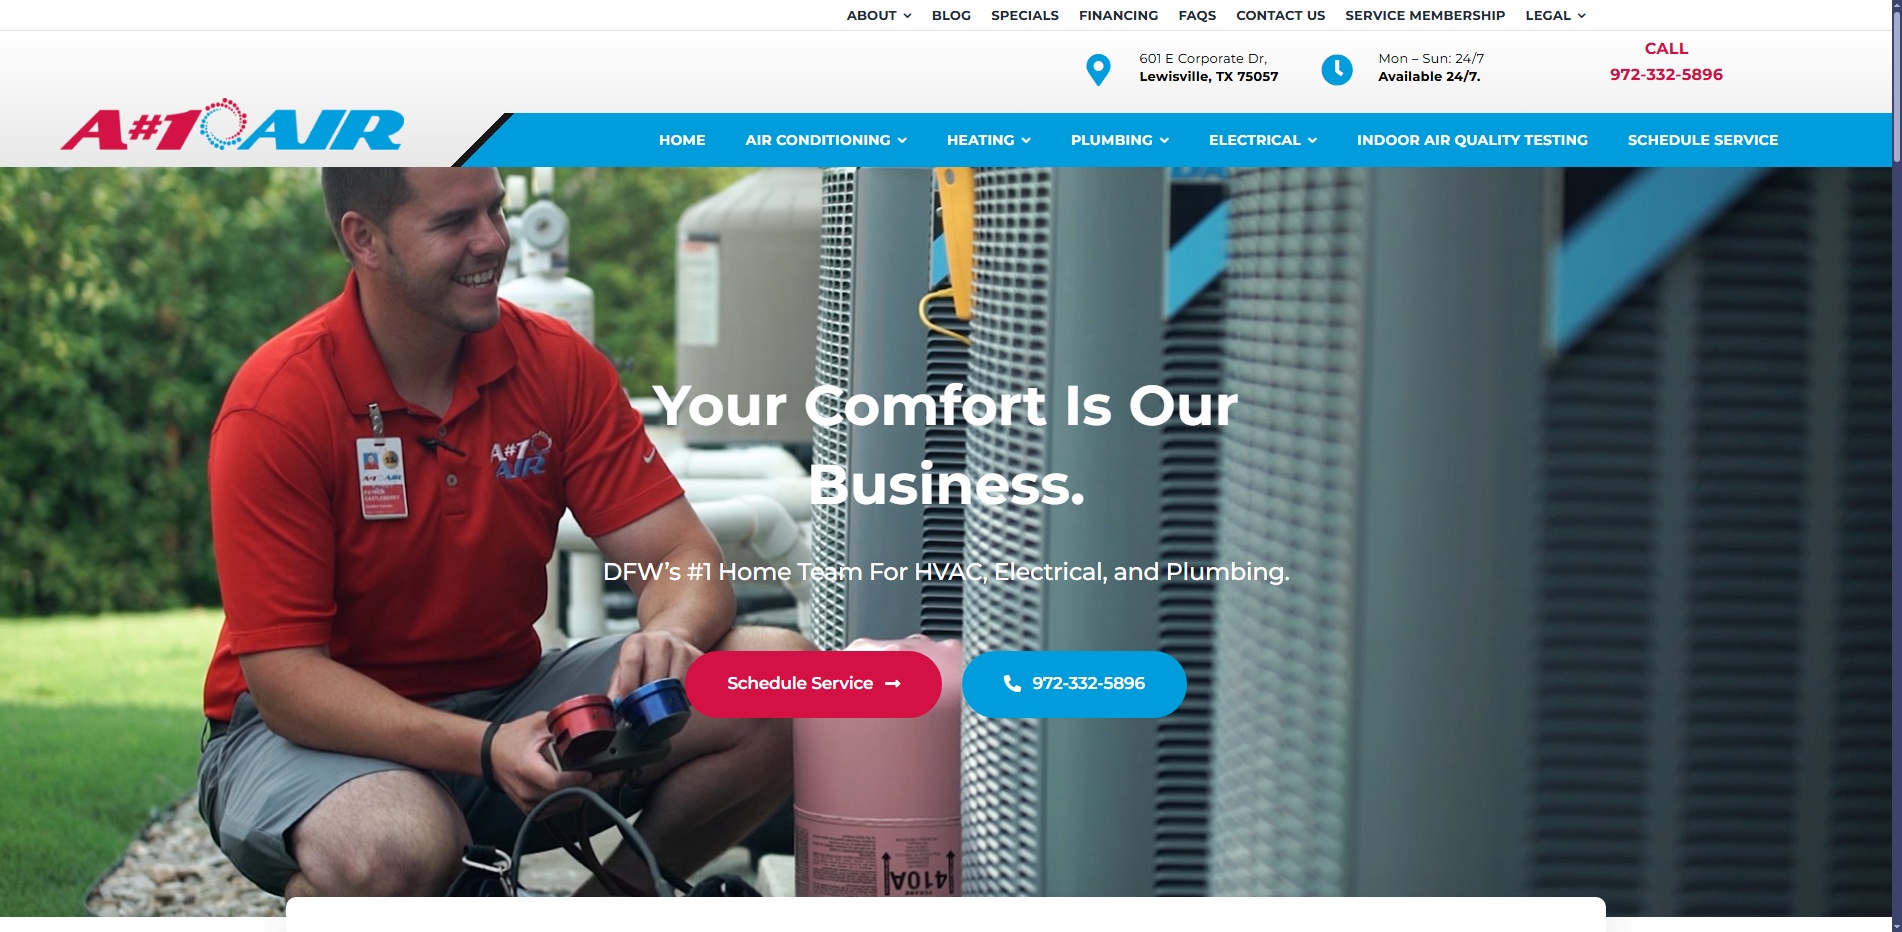 ABOUT BLOG SPECIALS FINANCING FAQS CONTACT US SERVICE MEMBERSHIP LEGAL
601 E Corporate Dr,
Lewisville, TX 75057
Mon – Sun: 24/7
Available 24/7.
CALL
972-332-5896
A#1 AIR
HOME AIR CONDITIONING HEATING PLUMBING ELECTRICAL INDOOR AIR QUALITY TESTING SCHEDULE SERVICE
A#1
AIR
Your Comfort Is Our
Business.
DFW’s #1 Home Team For HVAC, Electrical, and Plumbing.
Schedule Service
972-332-5896
410A